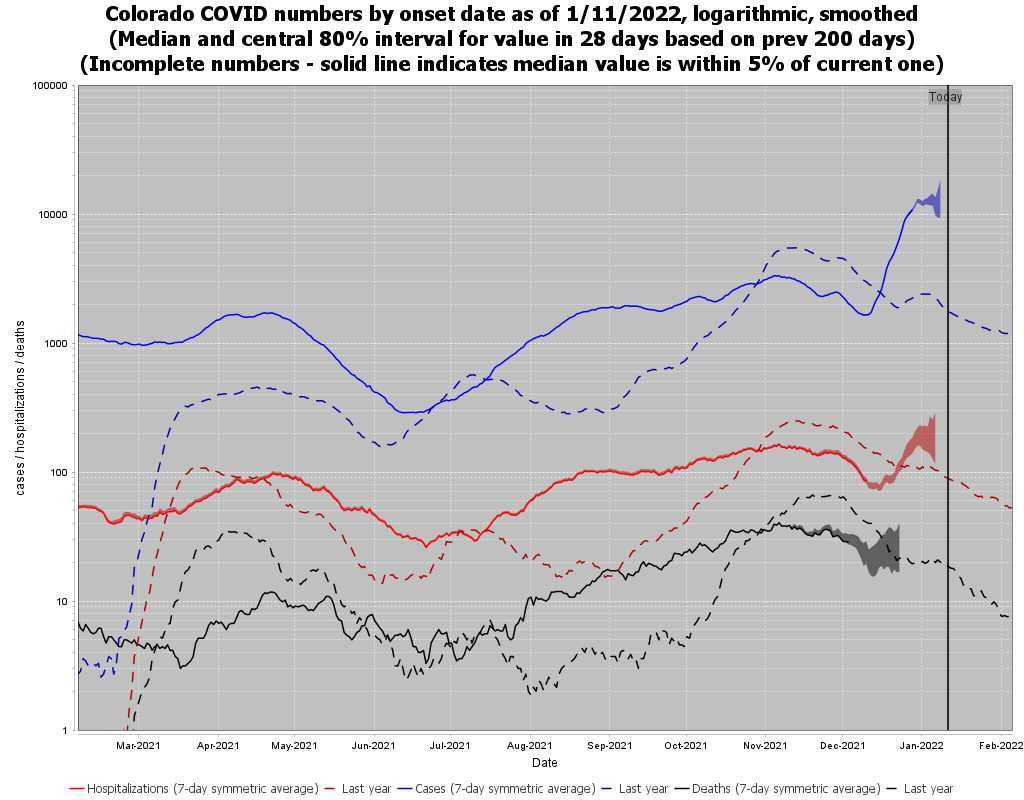 Colorado COVID numbers by onset date as of 1/11/2022, logarithmic, smoothed
(Median and central 80% interval for value in 28 days based on prev 200 days)
(Incomplete numbers - solid line indicates median value is within 5% of current one)
Today
100000
10000
1000
100
10
1
cases / hospitalizations / deaths
Mar-2021 Apr-2021 May-2021 Jun-2021 Jul-2021 Aug-2021 Sep-2021 Oct-2021 Nov-2021 Dec-2021 Jan-2022 Feb-2022
Date
Hospitalizations (7-day symmetric average) Last year Cases (7-day symmetric average) Last year Deaths (7-day symmetric average) Last year